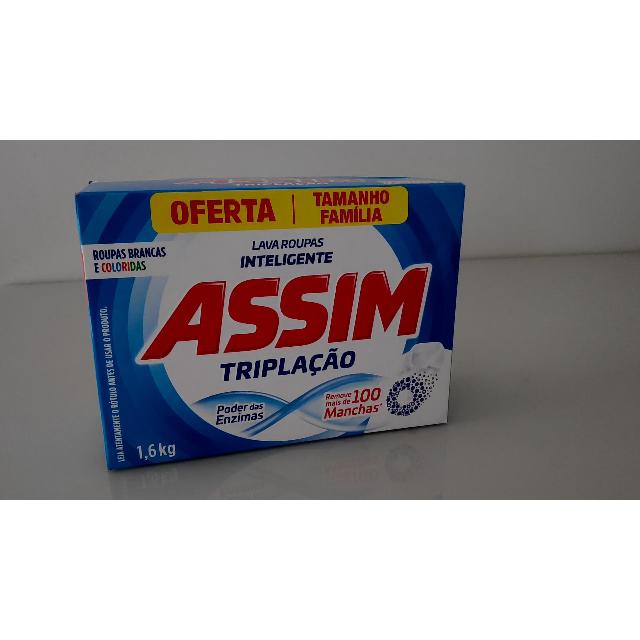 TRIPLAÇÃO
OFERTA | TAMANHO
FAMÍLIA
ROUPAS BRANCAS
E COLORIDAS
LAVA ROUPAS
INTELIGENTE
ASSIM
TRIPLAÇÃO
Poder das
Enzimas
Remove
mais de 100
Manchas*
LEIA ATENTAMENTE O RÓTULO ANTES DE USAR O PRODUTO.
1,6 kg